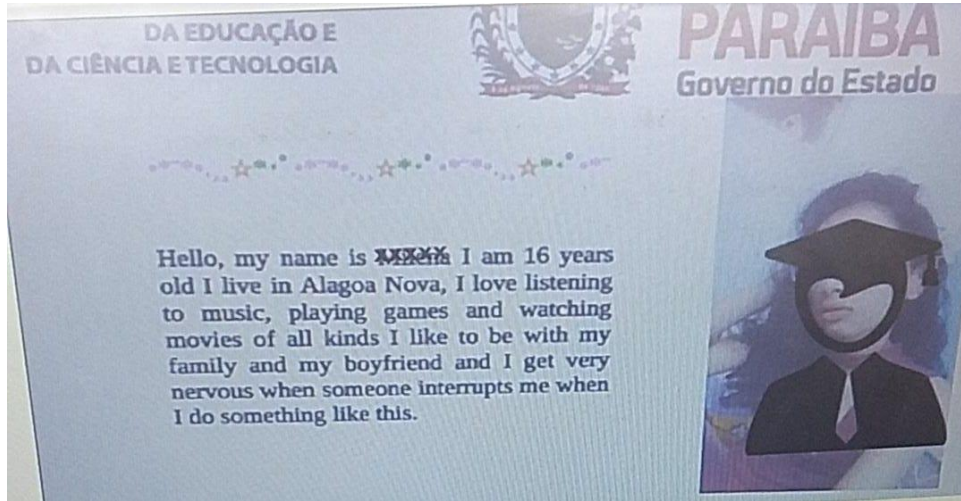 DA EDUCAÇÃO E
DA CIÊNCIA E TECNOLOGIA
PARAÍBA
Governo do Estado
Hello, my name is I am 16 years
old I live in Alagoa Nova, I love listening
to music, playing games and watching
movies of all kinds I like to be with my
family and my boyfriend and I get very
nervous when someone interrupts me when
I do something like this.